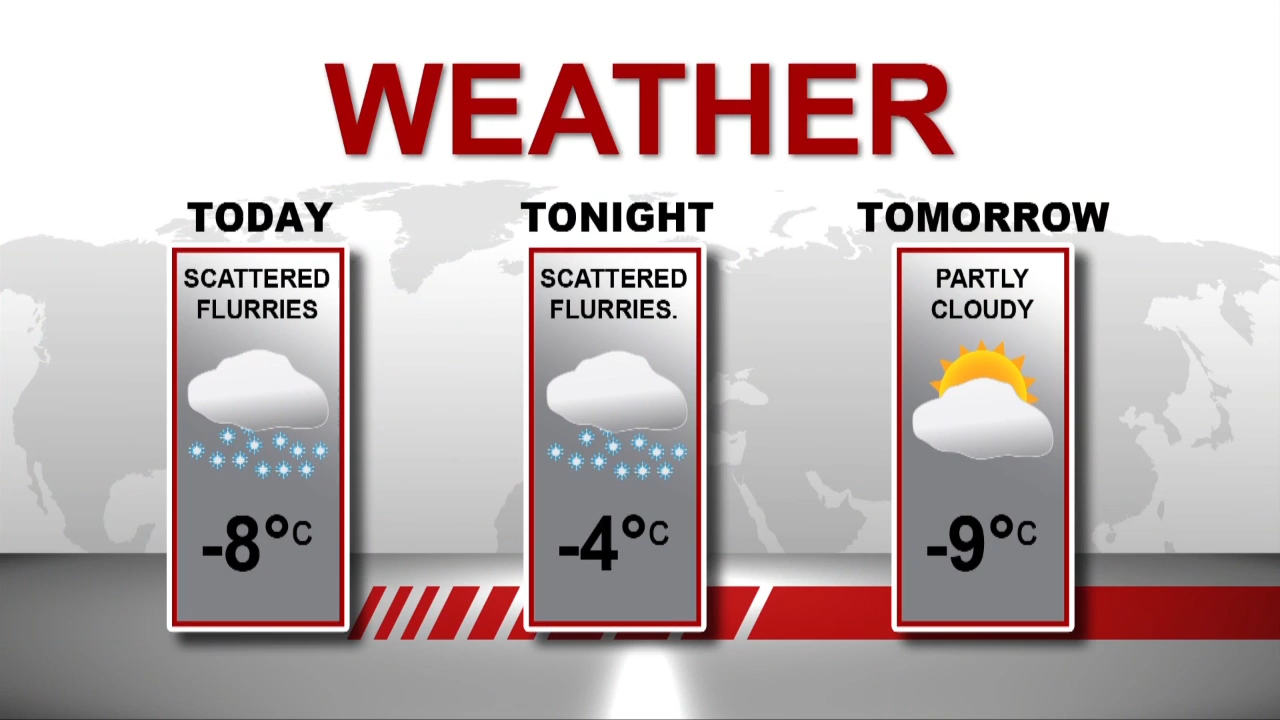 WEATHER
TODAY
SCATTERED
FLURRIES
-8°C
TONIGHT
SCATTERED
FLURRIES.
-4°C
TOMORROW
PARTLY
CLOUDY
-9°C